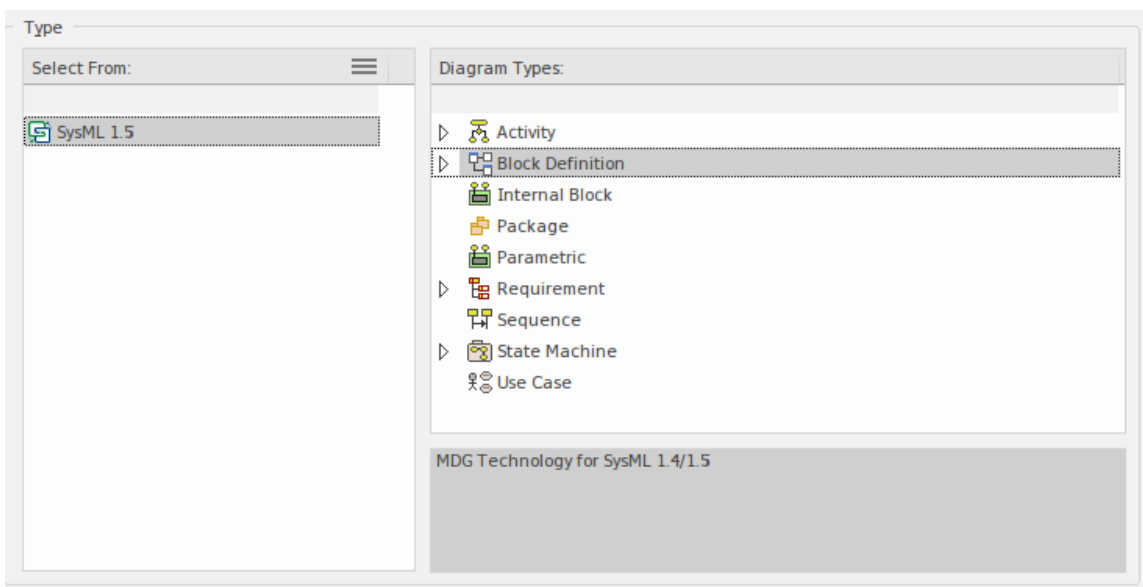 Type
Select From:
SysML 1.5
Diagram Types:
Activity
Block Definition
Internal Block
Package
Parametric
Requirement
Sequence
State Machine
Use Case
MDG Technology for SysML 1.4/1.5